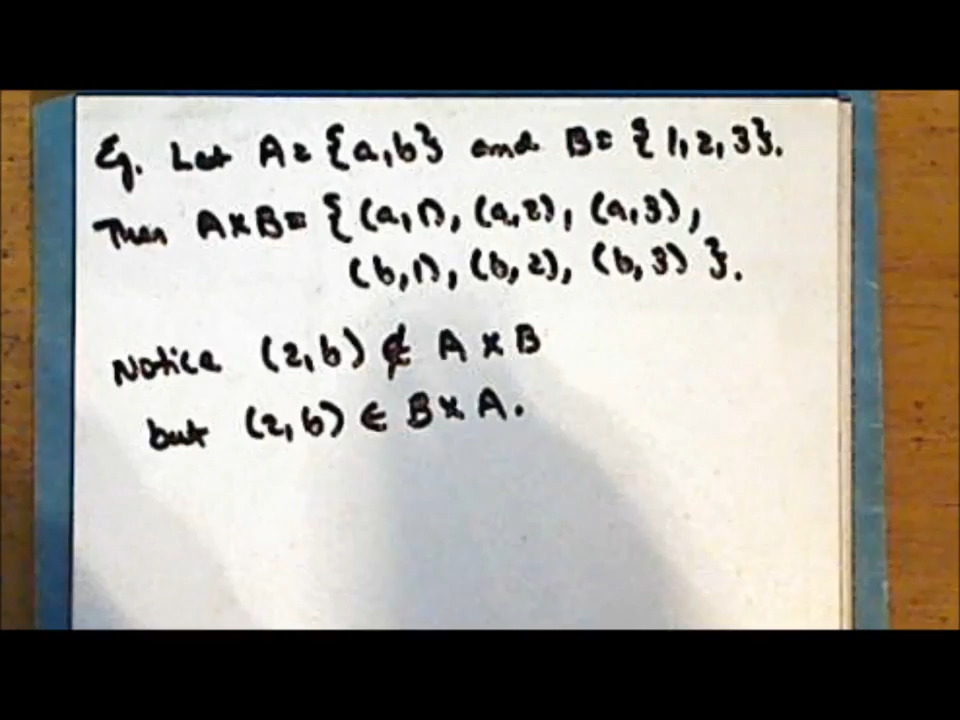 Eg. Let A = {a,b} and B = {1,2,3}.
Then A×B = {(a,1), (a,2), (a,3),
(b,1), (b,2), (b,3)}.
Notice (2,b) ∉ A × B
but (2,b) ∈ B × A.